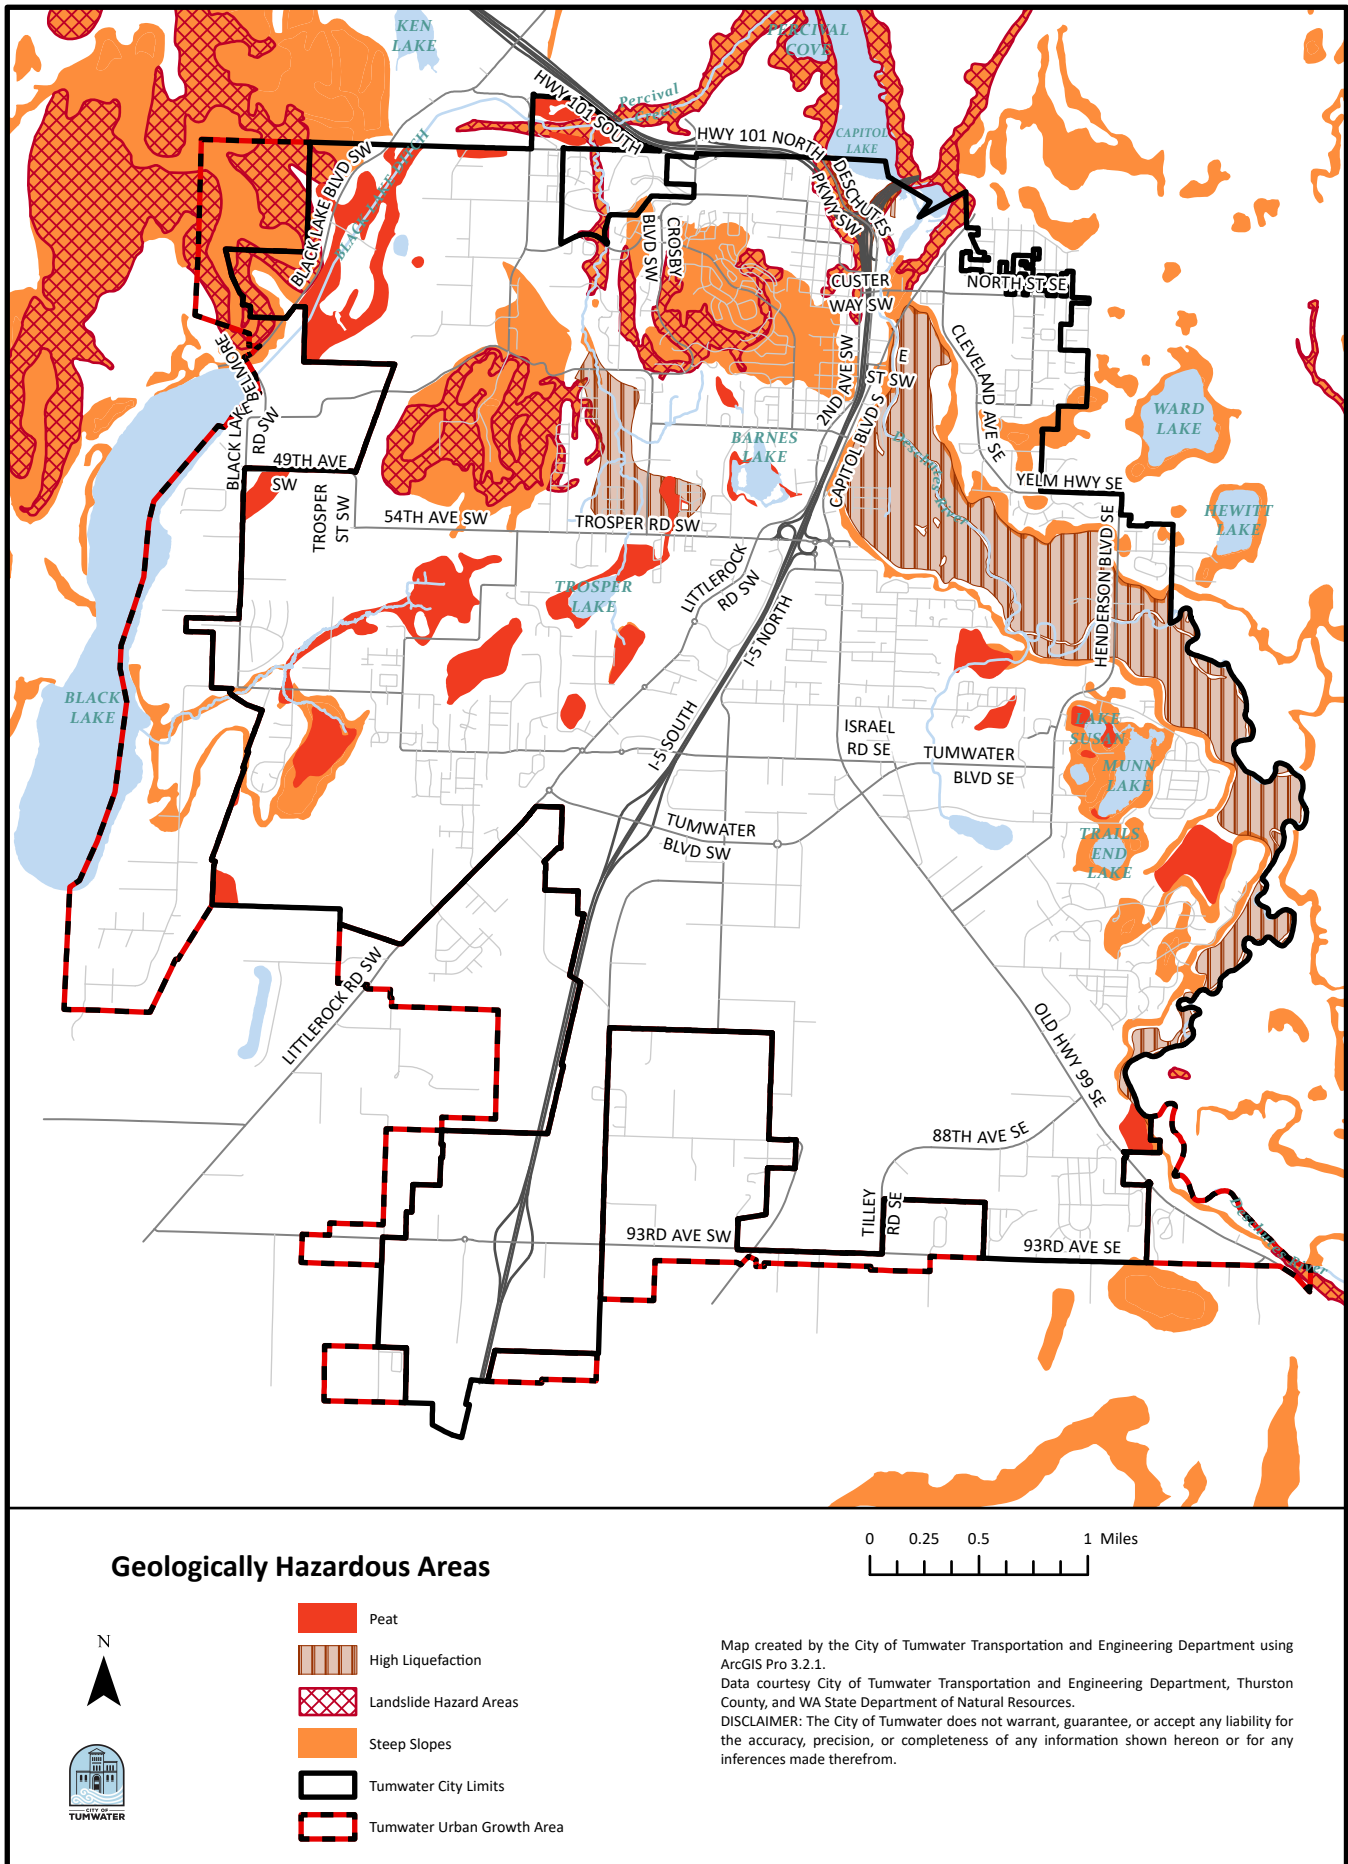 KEN
LAKE
PERCIVAL
COVE
HWY 101 SOUTH
Percival
Creek
HWY 101 NORTH
CAPITOL
LAKE
DESCHUTES
PKWY SW
BLACK LAKE BLVD SW
BLACK LAKE DITCH
CROSBY
BLVD SW
CUSTER
WAY SW
NORTH ST SE
CLEVELAND AVE SE
E
ST SW
2ND AVE SW
BLACK LAKE BELMORE
RD SW
WARD
LAKE
BARNES
LAKE
CAPITOL BLVD S
Deschutes River
49TH AVE
SW
YELM HWY SE
TROSPER
ST SW
54TH AVE SW
TROSPER RD SW
HEWITT
LAKE
HENDERSON BLVD SE
TROSPER
LAKE
LITTLEROCK
RD SW
I-5 NORTH
BLACK
LAKE
I-5 SOUTH
ISRAEL
RD SE
TUMWATER
BLVD SE
LAKE
SUSAN
MUNN
LAKE
TUMWATER
BLVD SW
TRAILS
END
LAKE
LITTLEROCK RD SW
OLD HWY 99 SE
88TH AVE SE
TILLEY
RD SE
93RD AVE SW
93RD AVE SE
Deschutes River
0 0.25 0.5 1 Miles
Geologically Hazardous Areas
N
Peat
High Liquefaction
Landslide Hazard Areas
Steep Slopes
Tumwater City Limits
Tumwater Urban Growth Area
CITY OF
TUMWATER
Map created by the City of Tumwater Transportation and Engineering Department using
ArcGIS Pro 3.2.1.
Data courtesy City of Tumwater Transportation and Engineering Department, Thurston
County, and WA State Department of Natural Resources.
DISCLAIMER: The City of Tumwater does not warrant, guarantee, or accept any liability for
the accuracy, precision, or completeness of any information shown hereon or for any
inferences made therefrom.